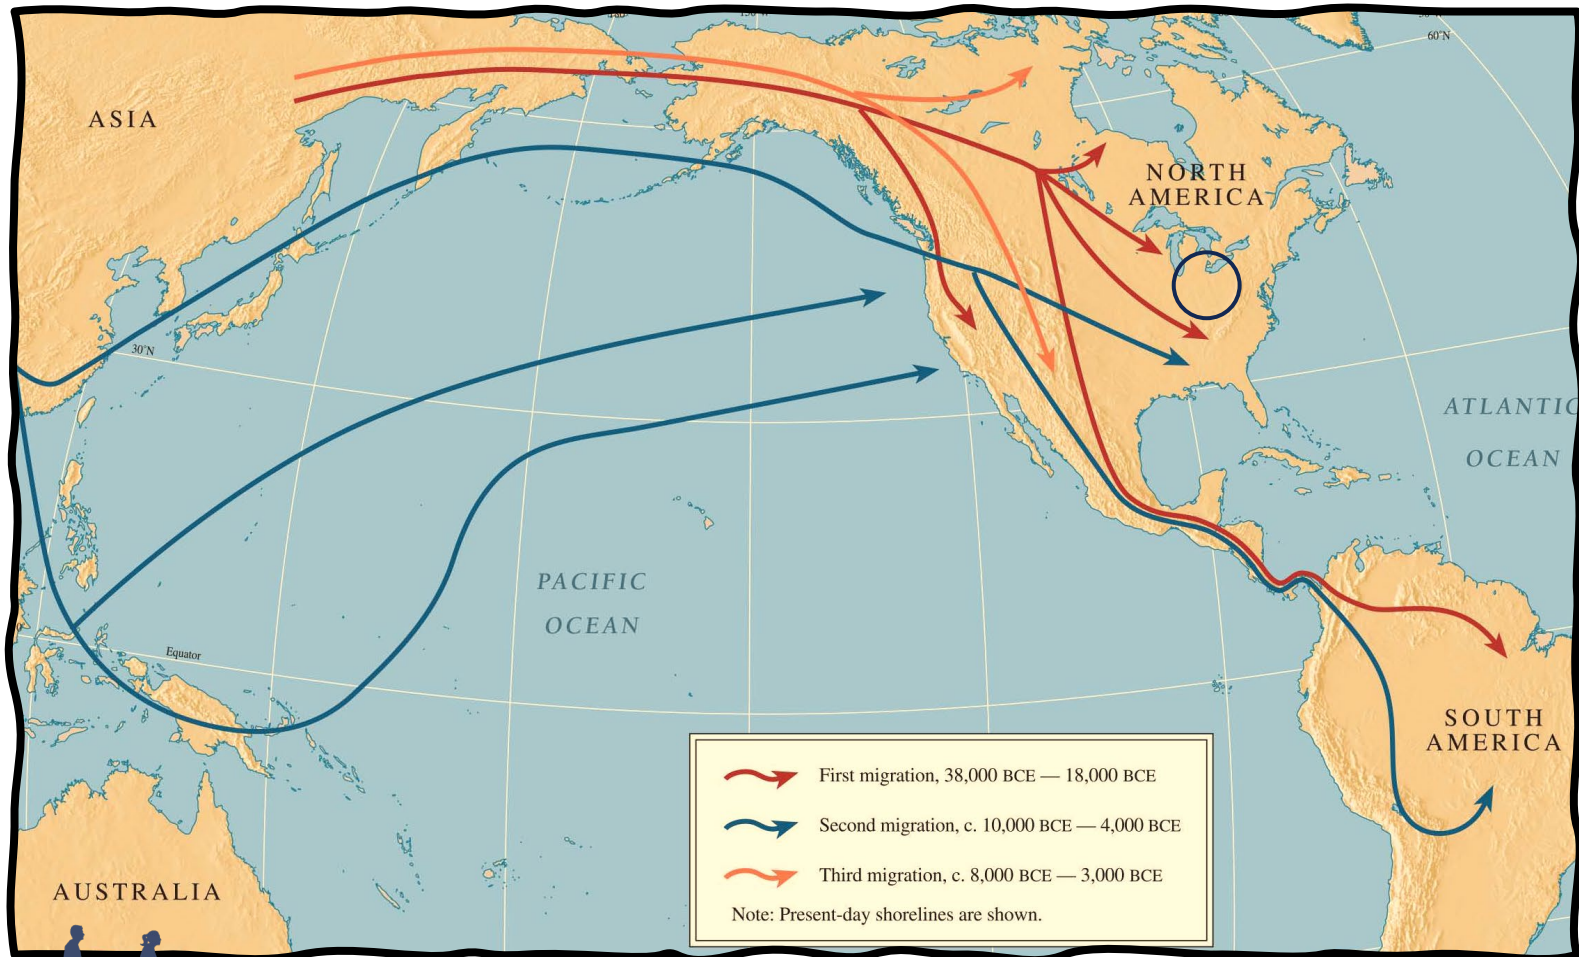 60°N
ASIA
NORTH
AMERICA
30°N
ATLANTIC
OCEAN
PACIFIC
OCEAN
Equator
SOUTH
AMERICA
First migration, 38,000 BCE — 18,000 BCE
Second migration, c. 10,000 BCE — 4,000 BCE
Third migration, c. 8,000 BCE — 3,000 BCE
Note: Present-day shorelines are shown.
AUSTRALIA